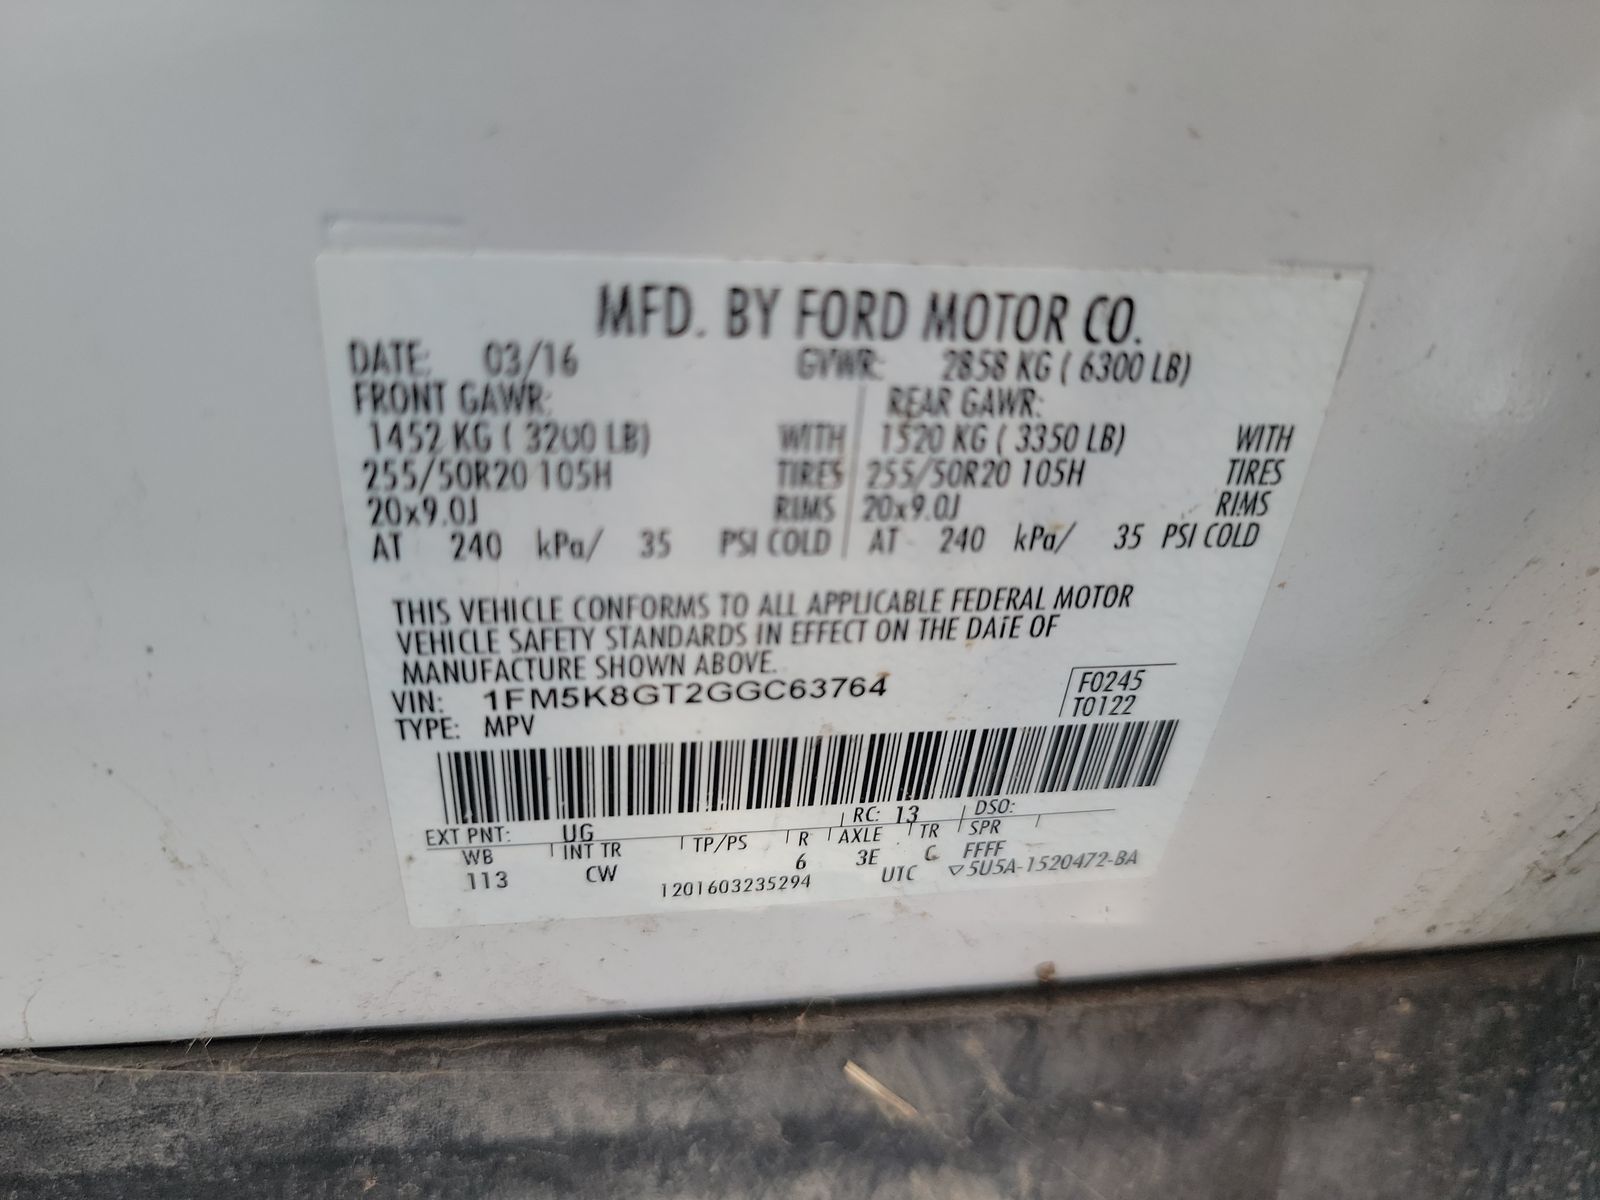 MFD. BY FORD MOTOR CO.
DATE: 03/16 GVWR: 2858 KG ( 6300 LB)
FRONT GAWR: REAR GAWR:
1452 KG ( 3200 LB) WITH 1520 KG ( 3350 LB) WITH
255/50R20 105H TIRES 255/50R20 105H TIRES
20x9.0J RIMS 20x9.0J RIMS
AT 240 kPa/ 35 PSI COLD AT 240 kPa/ 35 PSI COLD
THIS VEHICLE CONFORMS TO ALL APPLICABLE FEDERAL MOTOR
VEHICLE SAFETY STANDARDS IN EFFECT ON THE DATE OF
MANUFACTURE SHOWN ABOVE.
VIN: 1FM5K8GT2GGC63764 F0245
TYPE: MPV T0122
EXT PNT: UG RC: 13 DSO:
WB INT TR TP/PS R AXLE TR SPR
113 CW 6 3E C FFFF
1201603235294 UTC ▽5U5A-1520472-BA